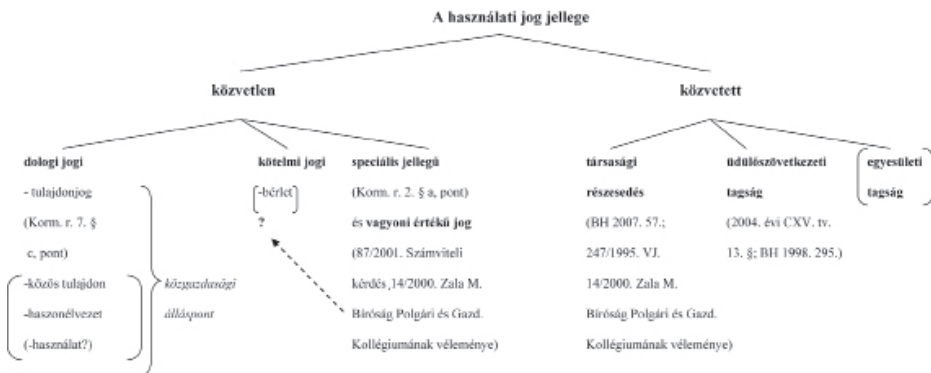 A használati jog jellege
közvetlen
közvetett
dologi jogi
- tulajdonjog
(Korm. r. 7. §
c, pont)
-közös tulajdon
-haszonélvezet
(-használat?)
közgazdasági
álláspont
kötelmi jogi
-bérlet
?
speciális jellegű
(Korm. r. 2. § a, pont)
és vagyoni értékű jog
(87/2001. Számviteli
kérdés ,14/2000. Zala M.
Bíróság Polgári és Gazd.
Kollégiumának véleménye)
társasági
részesedés
(BH 2007. 57.;
247/1995. VJ.
14/2000. Zala M.
Bíróság Polgári és Gazd.
Kollégiumának véleménye)
üdülőszövetkezeti
tagság
(2004. évi CXV. tv.
13. §; BH 1998. 295.)
egyesületi
tagság